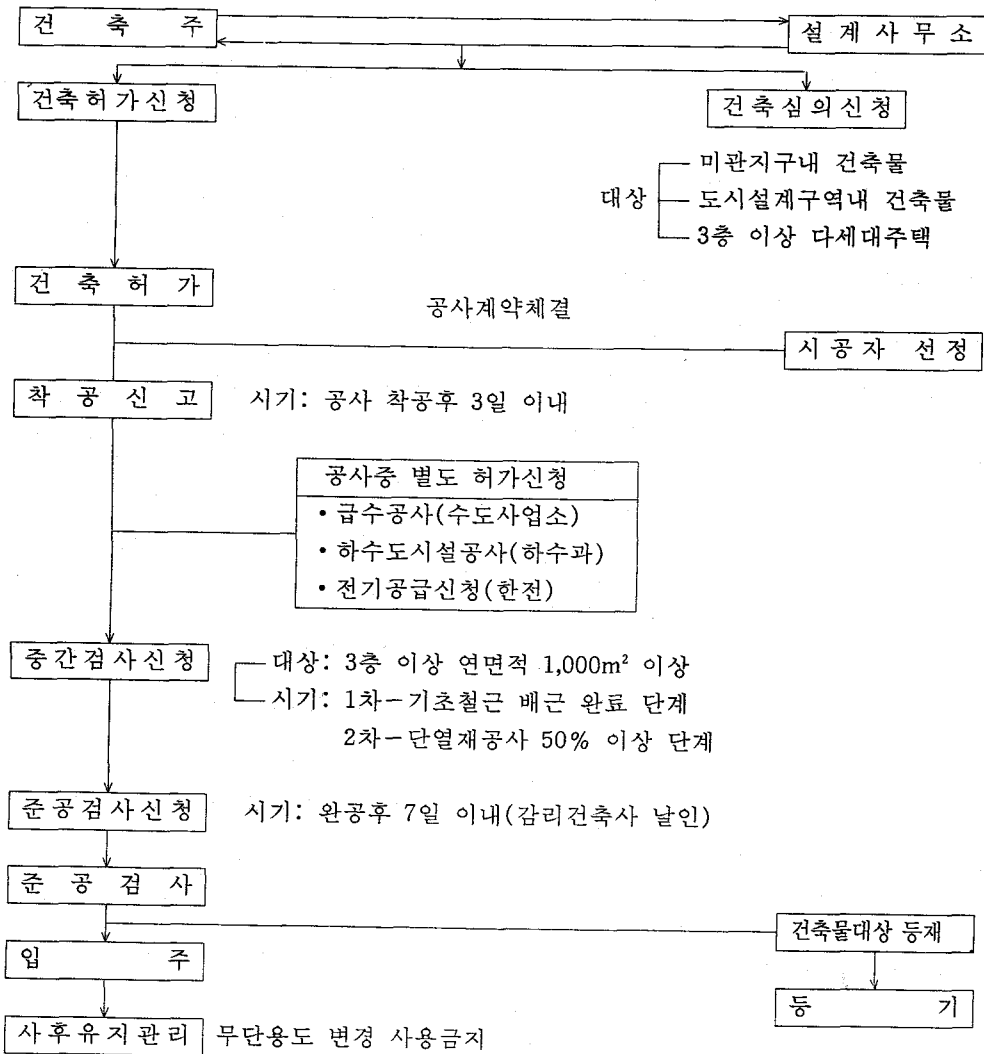 건축주
설계사무소
건축허가신청
건축심의신청
미관지구내 건축물
대상
도시설계구역내 건축물
3층 이상 다세대주택
건축허가
공사계약체결
시공자 선정
착공신고
시기: 공사 착공후 3일 이내
공사중 별도 허가신청
• 급수공사(수도사업소)
• 하수도시설공사(하수과)
• 전기공급신청(한전)
중간검사신청
대상: 3층 이상 연면적 1,000m² 이상
시기: 1차-기초철근 배근 완료 단계
2차-단열재공사 50% 이상 단계
준공검사신청
시기: 완공후 7일 이내(감리건축사 날인)
준공검사
건축물대상 등재
입주
등기
사후유지관리
무단용도 변경 사용금지